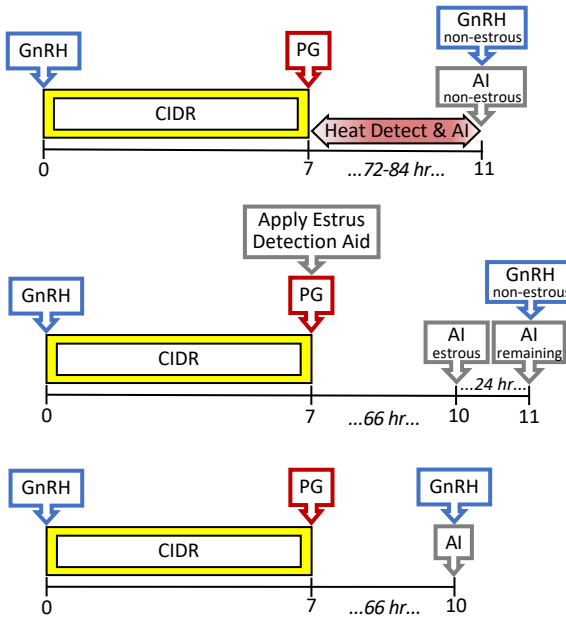 GnRH
non-estrous
GnRH
PG
AI
non-estrous
CIDR
Heat Detect & AI
0
7
...72-84 hr...
11
Apply Estrus
Detection Aid
GnRH
PG
GnRH
non-estrous
AI
estrous
AI
remaining
CIDR
...24 hr...
0
7
...66 hr...
10
11
GnRH
PG
GnRH
CIDR
AI
0
7
...66 hr...
10